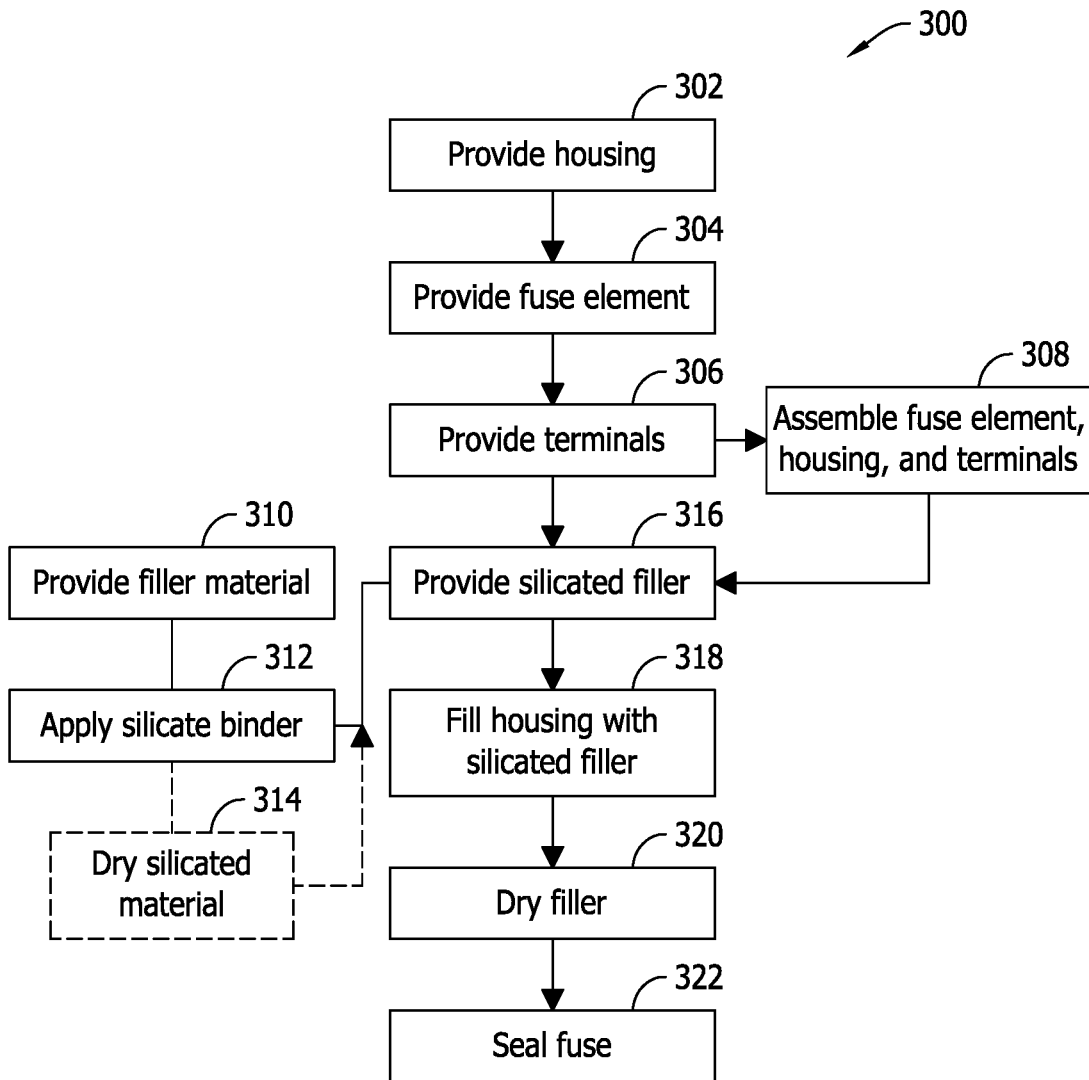 300
302
Provide housing
304
Provide fuse element
306
Provide terminals
308
Assemble fuse element,
housing, and terminals
310
Provide filler material
316
Provide silicated filler
312
Apply silicate binder
318
Fill housing with
silicated filler
314
Dry silicated
material
320
Dry filler
322
Seal fuse